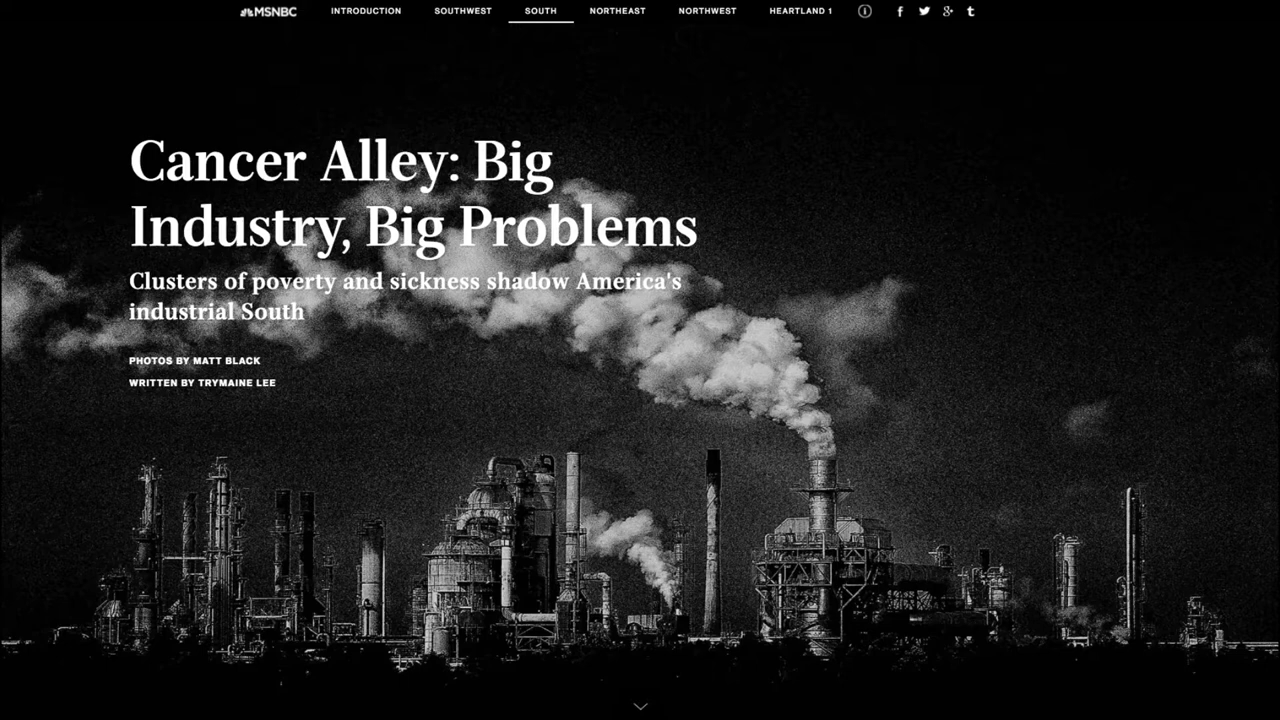 MSNBC INTRODUCTION SOUTHWEST SOUTH NORTHEAST NORTHWEST HEARTLAND 1
Cancer Alley: Big
Industry, Big Problems
Clusters of poverty and sickness shadow America's
industrial South
PHOTOS BY MATT BLACK
WRITTEN BY TRYMAINE LEE